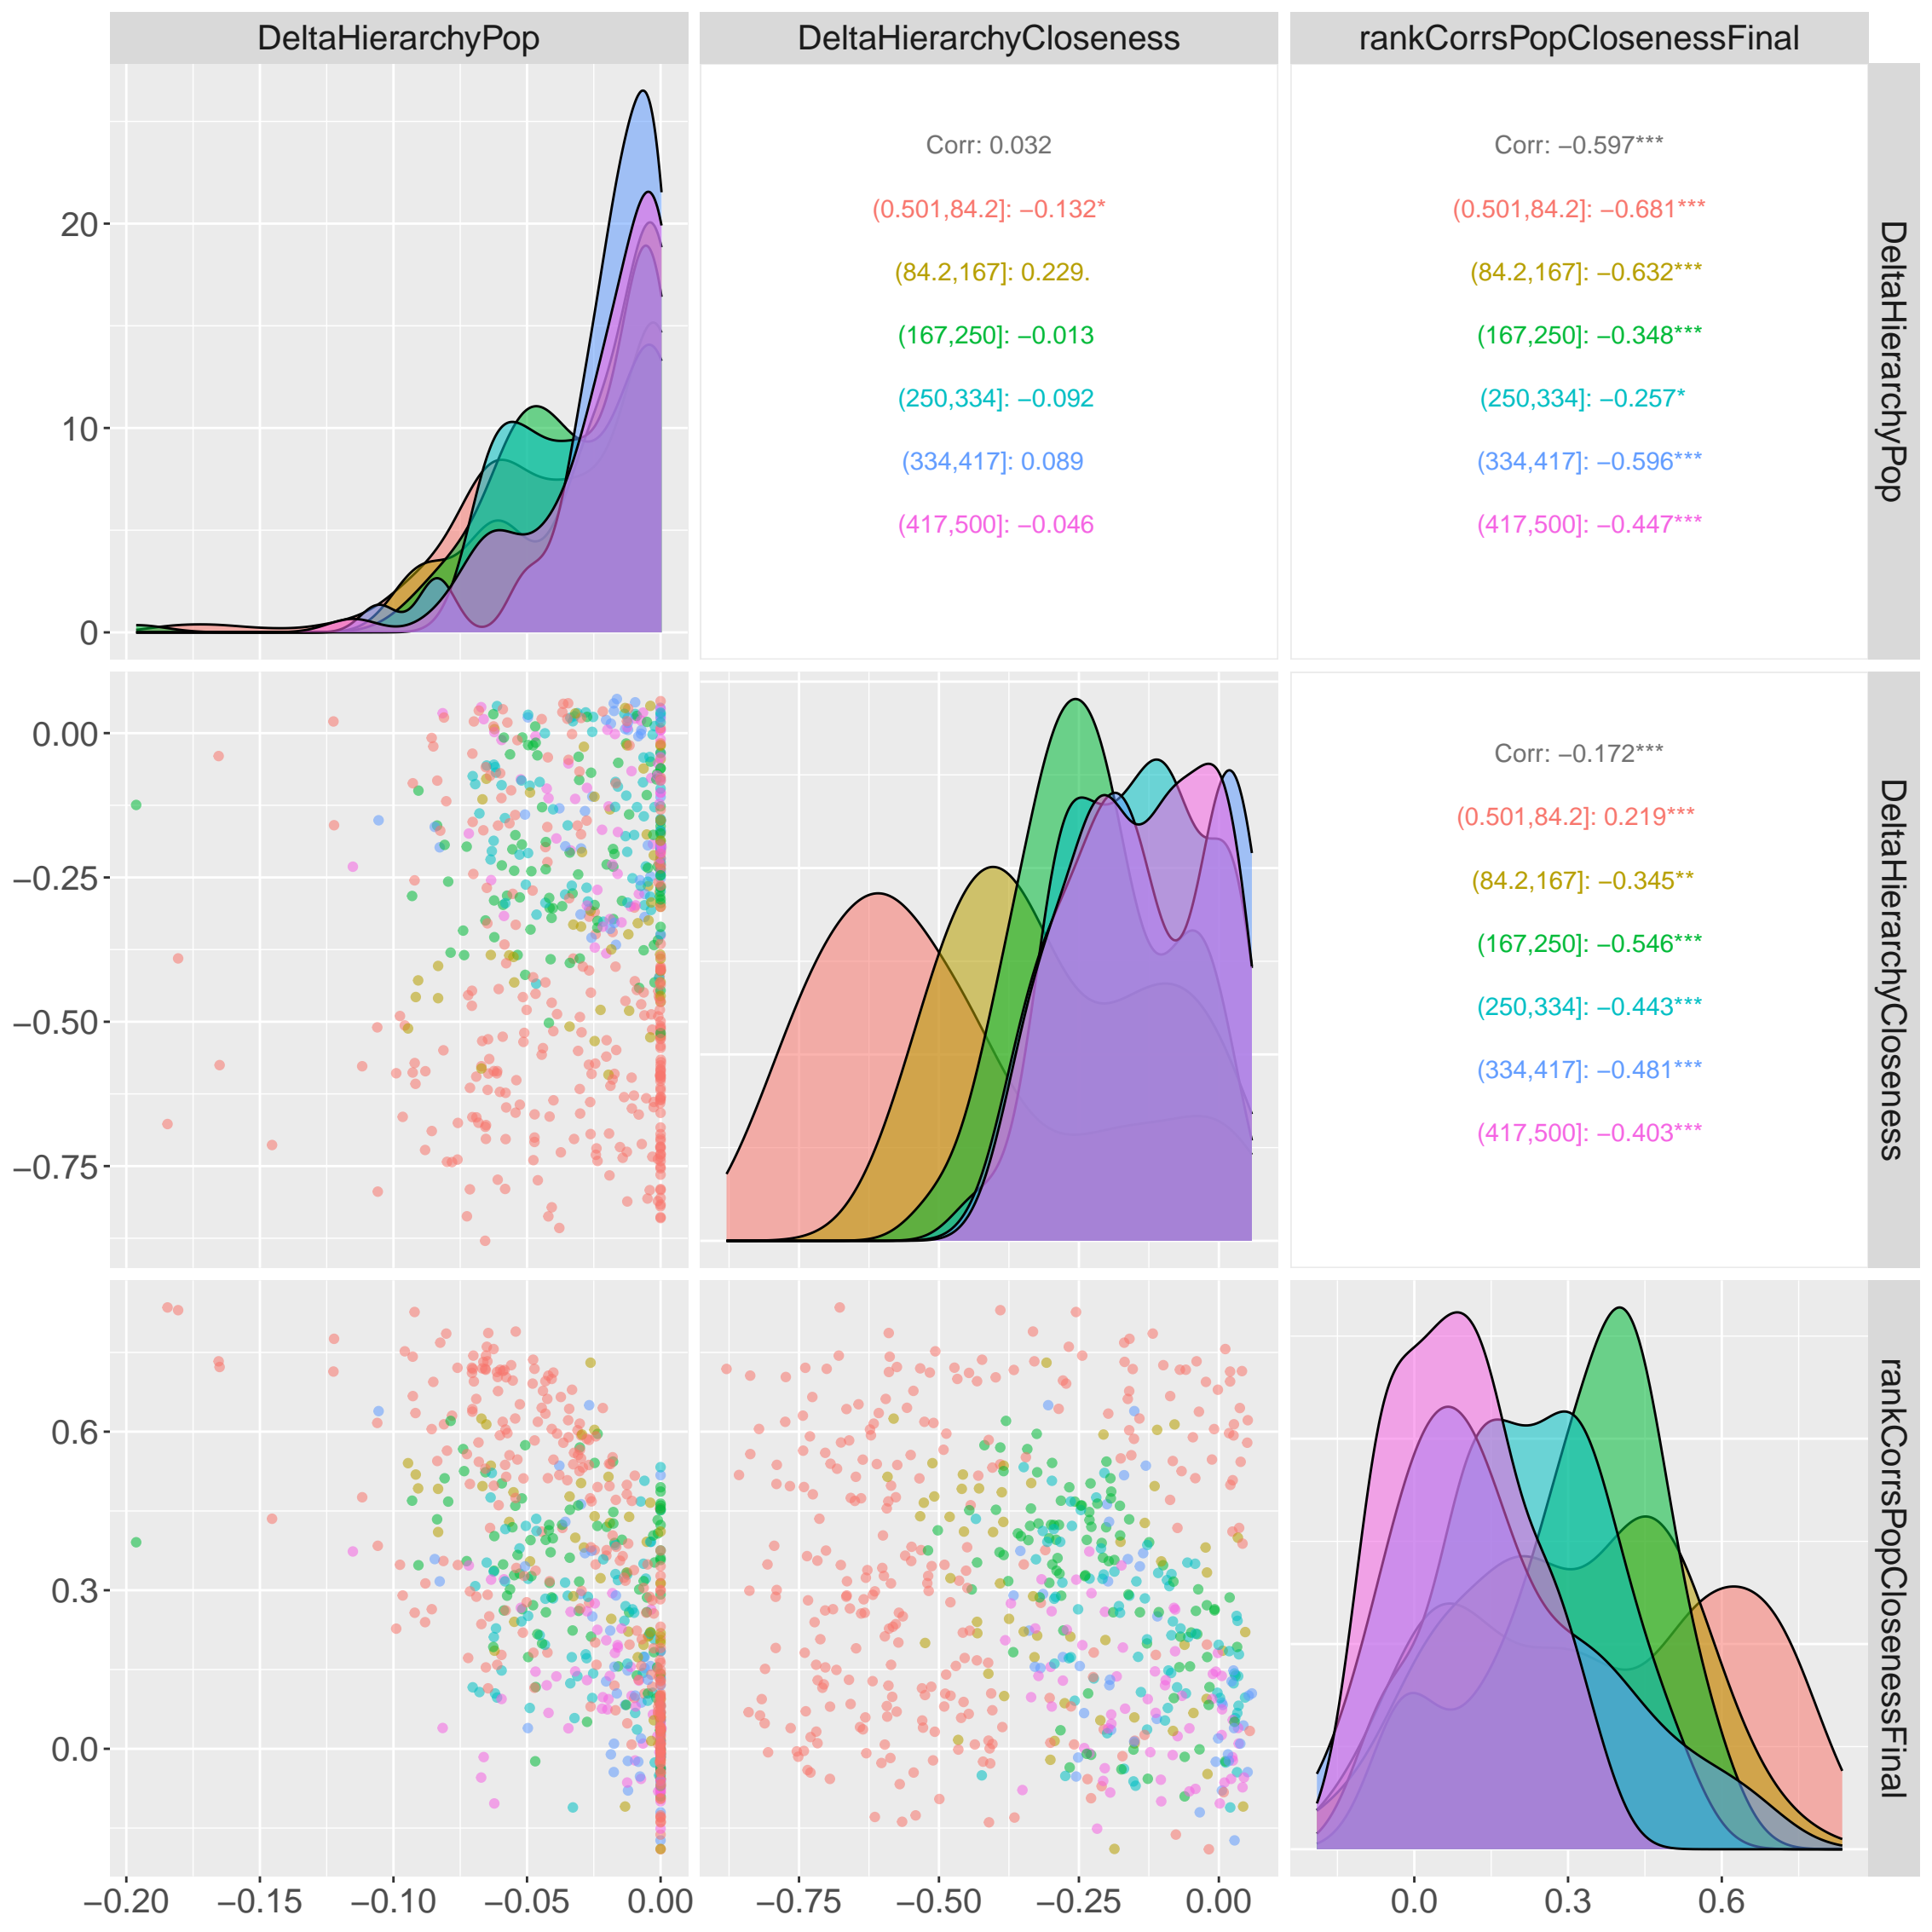 DeltaHierarchyPop
DeltaHierarchyCloseness
rankCorrsPopClosenessFinal
20
10
0
Corr: 0.032
(0.501,84.2]: −0.132*
(84.2,167]: 0.229.
(167,250]: −0.013
(250,334]: −0.092
(334,417]: 0.089
(417,500]: −0.046
Corr: −0.597***
(0.501,84.2]: −0.681***
(84.2,167]: −0.632***
(167,250]: −0.348***
(250,334]: −0.257*
(334,417]: −0.596***
(417,500]: −0.447***
DeltaHierarchyPop
0.00
−0.25
−0.50
−0.75
Corr: −0.172***
(0.501,84.2]: 0.219***
(84.2,167]: −0.345**
(167,250]: −0.546***
(250,334]: −0.443***
(334,417]: −0.481***
(417,500]: −0.403***
DeltaHierarchyCloseness
0.6
0.3
0.0
rankCorrsPopClosenessFinal
−0.20 −0.15 −0.10 −0.05 0.00
−0.75 −0.50 −0.25 0.00
0.0 0.3 0.6